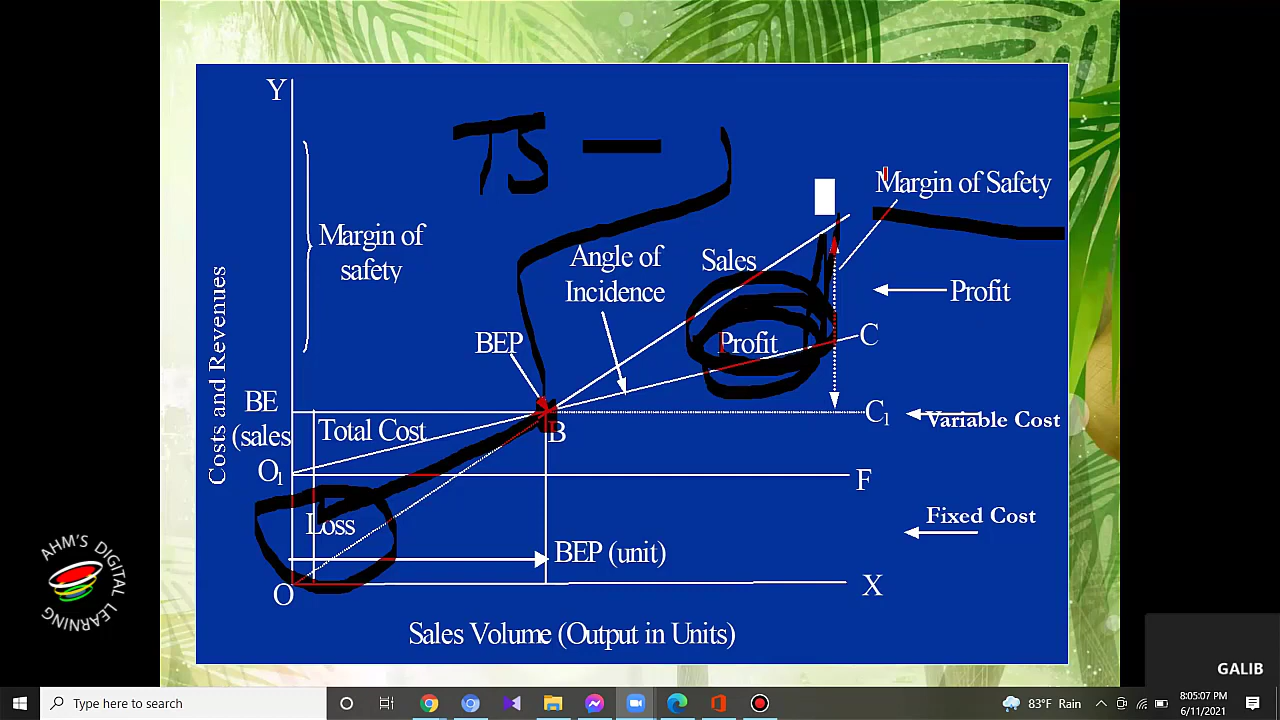 Y
TS —
Margin of Safety
Margin of
safety
Angle of
Incidence
Sales
Profit
BEP
Profit
C
Costs and Revenues
BE
(sales
Total Cost
B
Cl
Variable Cost
Ol
F
Loss
Fixed Cost
BEP (unit)
O
X
Sales Volume (Output in Units)
AHM'S DIGITAL LEARNING
GALIB
Type here to search
83°F Rain
8:05:07 PM
6/11/2021